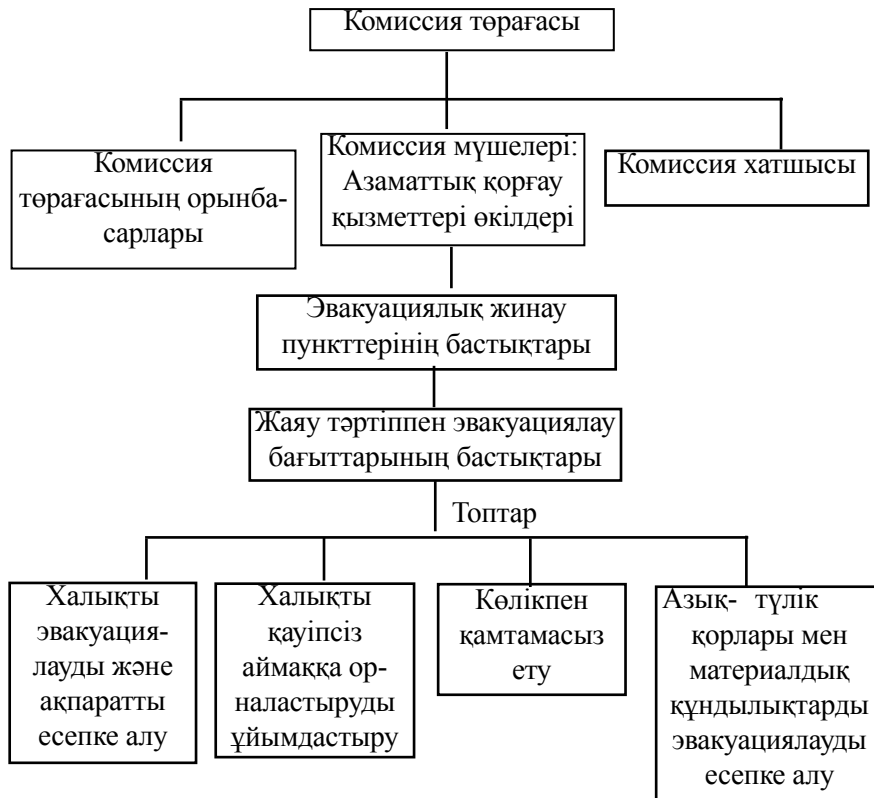 Комиссия төрағасы
Комиссия
төрағасының орынба-
сарлары
Комиссия мүшелері:
Азаматтық қорғау
қызметтері өкілдері
Комиссия хатшысы
Эвакуациялық жинау
пункттерінің бастықтары
Жаяу тәртіппен эвакуациялау
бағыттарының бастықтары
Топтар
Халықты
эвакуация-
лауды және
ақпаратты
есепке алу
Халықты
қауіпсіз
аймаққа ор-
наластыруды
ұйымдастыру
Көлікпен
қамтамасыз
ету
Азық- түлік
қорлары мен
материалдық
құндылықтарды
эвакуациялауды
есепке алу